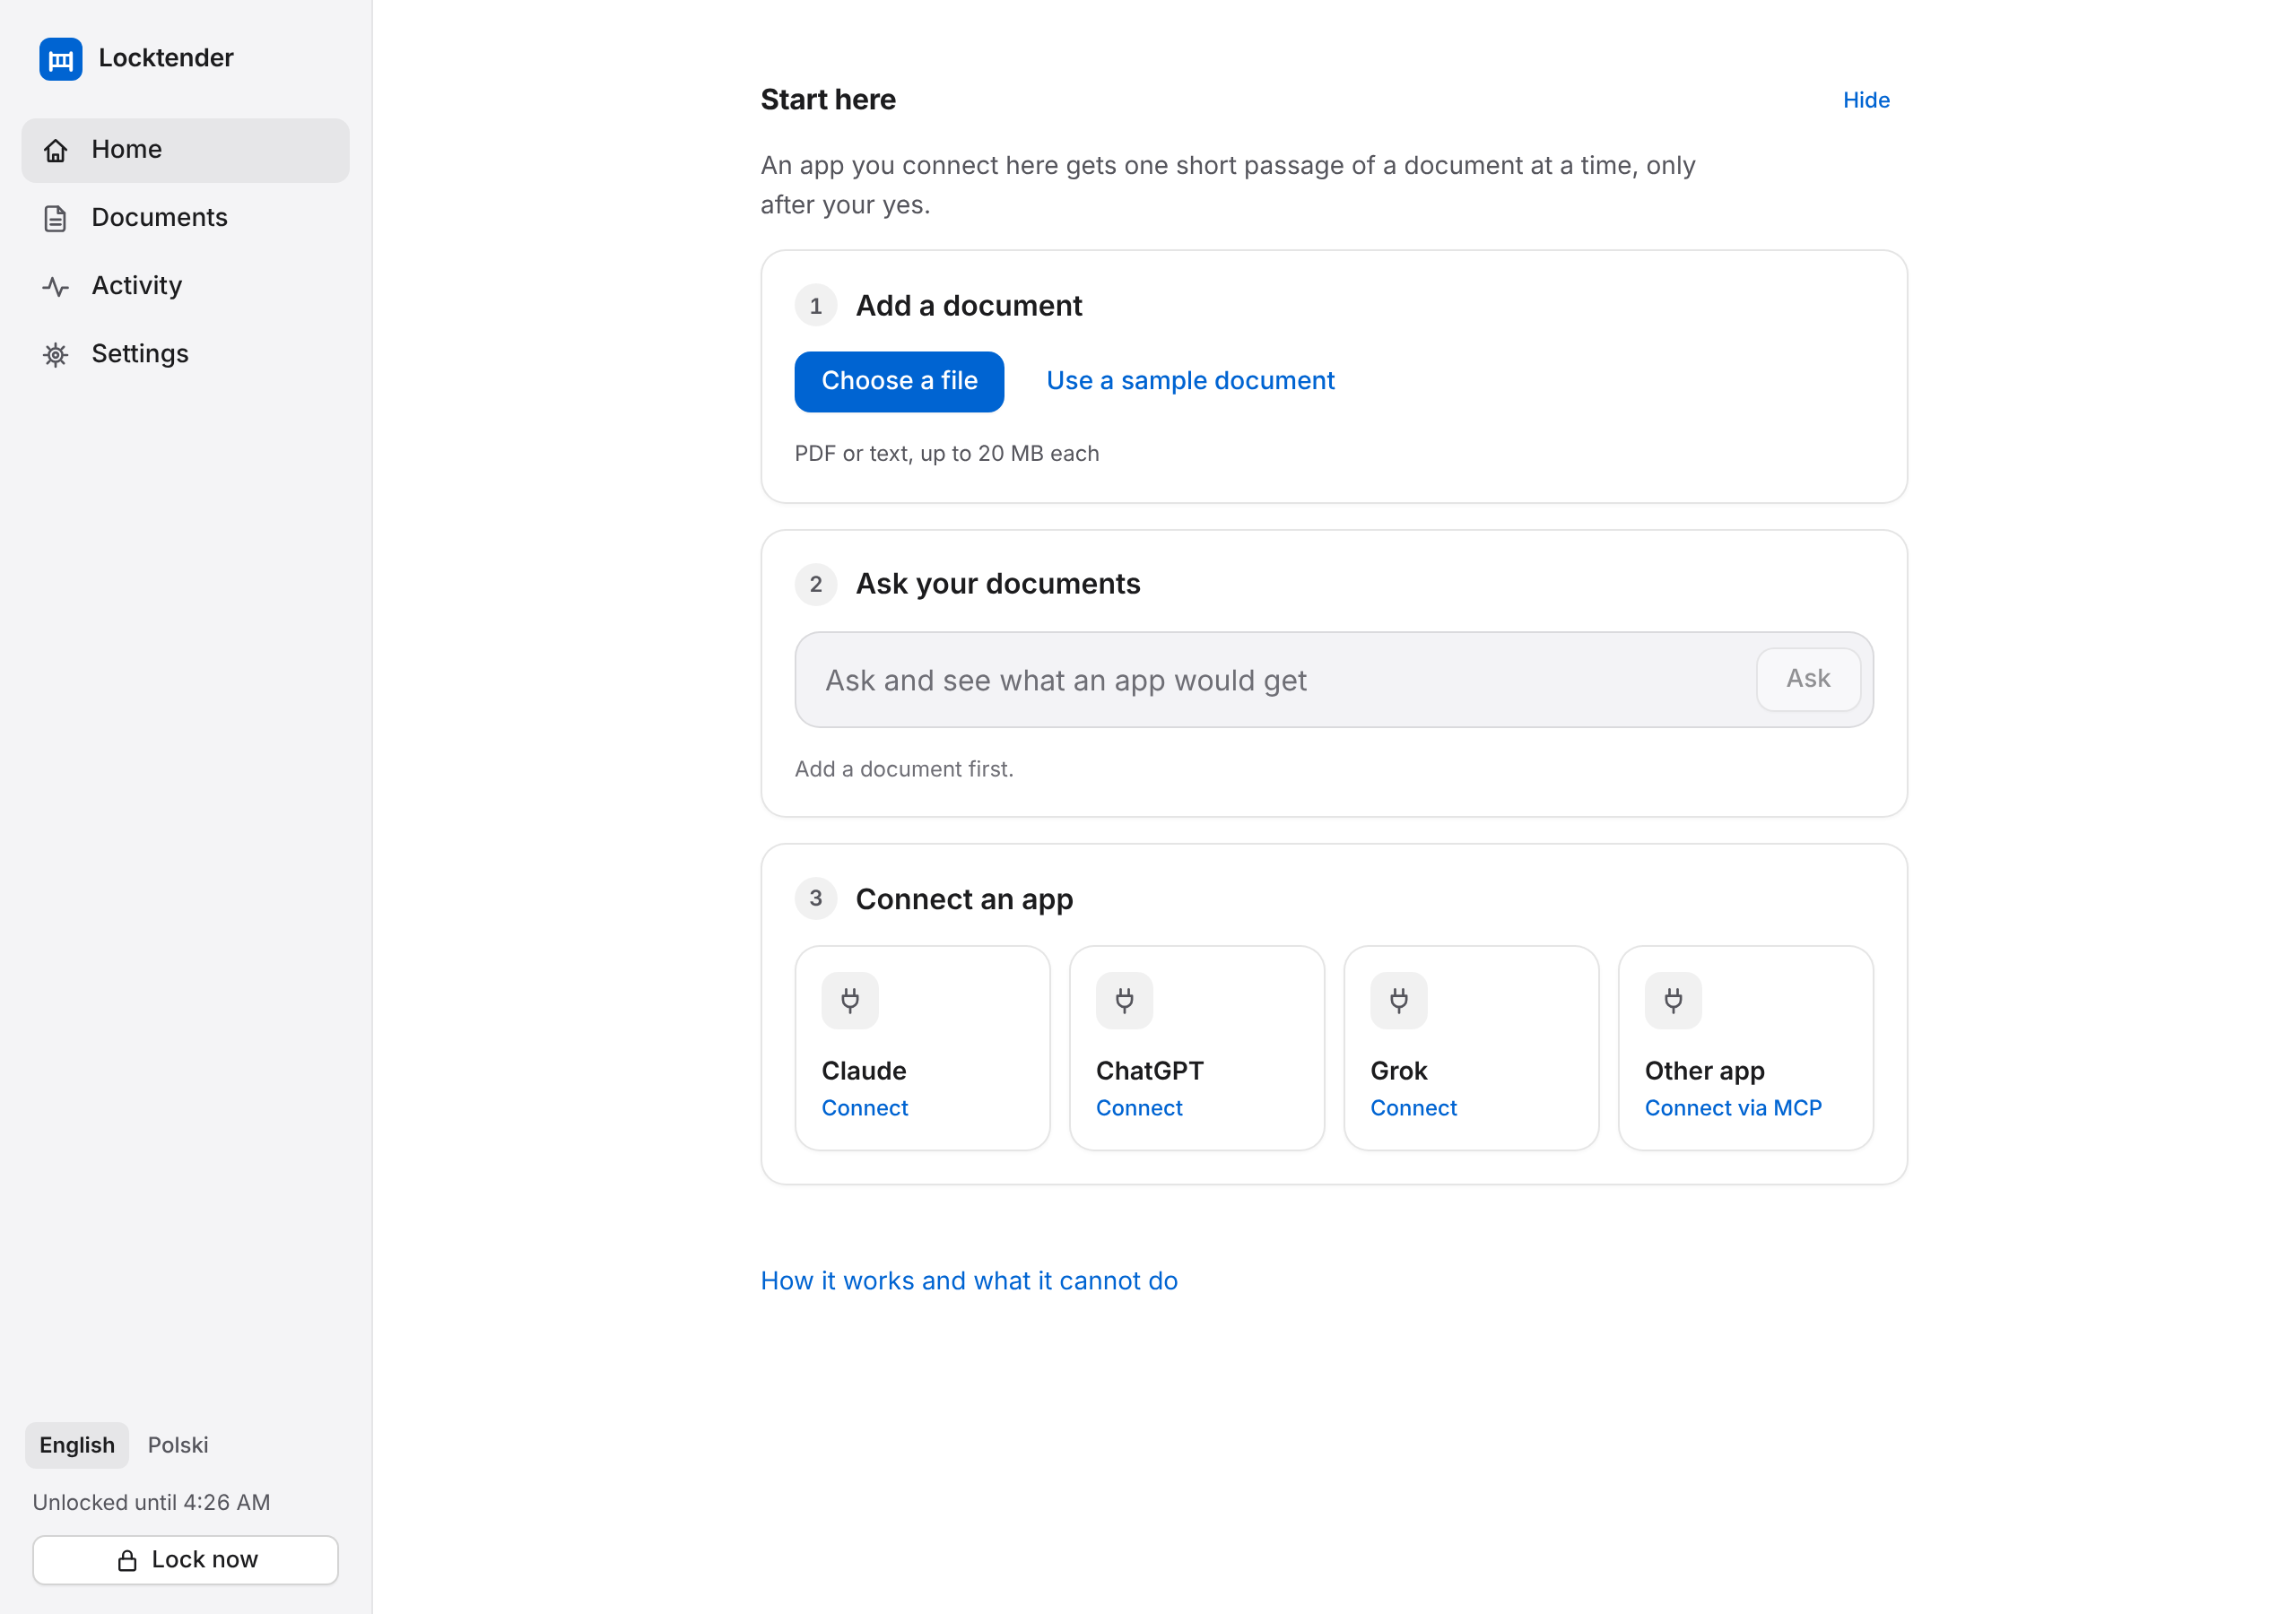 Locktender
Home
Documents
Activity
Settings
English Polski
Unlocked until 4:26 AM
Lock now
Start here
Hide
An app you connect here gets one short passage of a document at a time, only
after your yes.
1 Add a document
Choose a file Use a sample document
PDF or text, up to 20 MB each
2 Ask your documents
Ask and see what an app would get Ask
Add a document first.
3 Connect an app
Claude
Connect
ChatGPT
Connect
Grok
Connect
Other app
Connect via MCP
How it works and what it cannot do